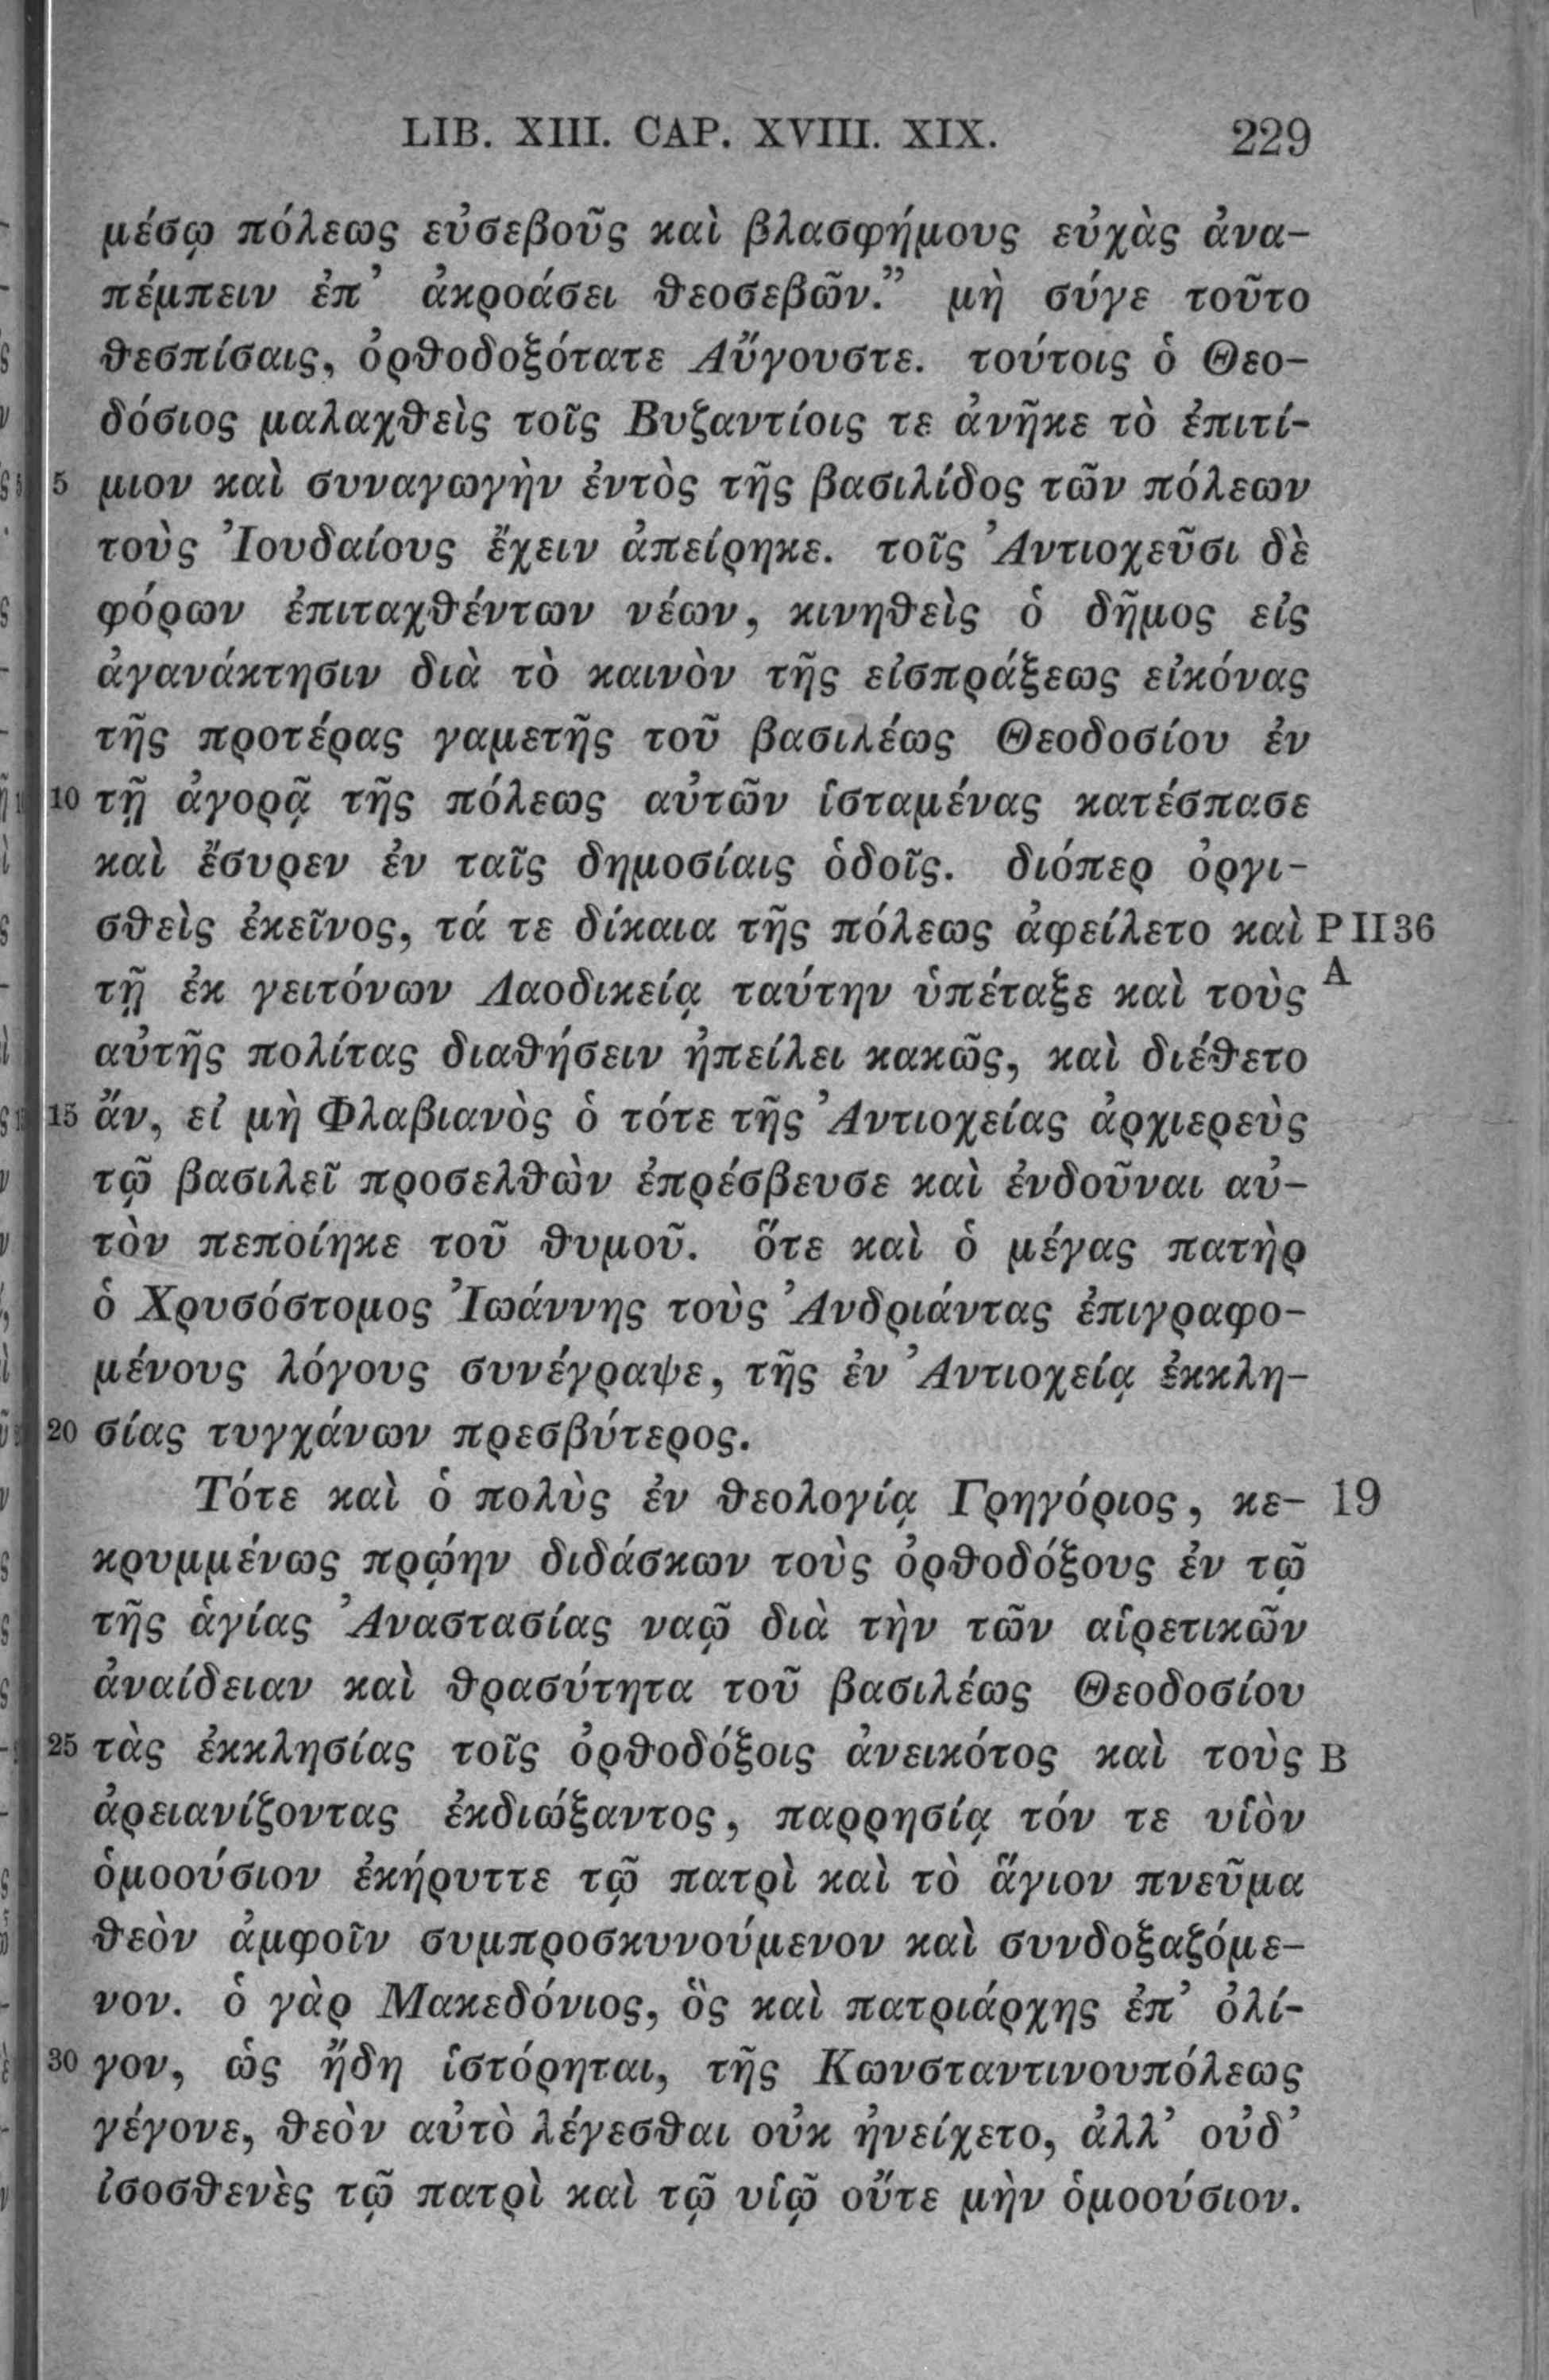 LIB. XIII. CAP. XVIII. XIX. 229
μέσῳ πόλεως εὐσεβοῦς καὶ βλασφήμους εὐχὰς ἀνα-
πέμπειν ἐπ’ ἀκροάσει θεοσεβῶν.” μὴ σύγε τοῦτο
θεσπίσαις, ὀρθοδοξότατε Αὔγουστε. τούτοις ὁ Θεο-
δόσιος μαλαχθεὶς τοῖς Βυζαντίοις τε ἀνῆκε τὸ ἐπιτί-
5 μιον καὶ συναγωγὴν ἐντὸς τῆς βασιλίδος τῶν πόλεων
τοὺς Ἰουδαίους ἔχειν ἀπείρηκε. τοῖς Ἀντιοχεῦσι δὲ
φόρων ἐπιταχθέντων νέων, κινηθεὶς ὁ δῆμος εἰς
ἀγανάκτησιν διὰ τὸ καινὸν τῆς εἰσπράξεως εἰκόνας
τῆς προτέρας γαμετῆς τοῦ βασιλέως Θεοδοσίου ἐν
10 τῇ ἀγορᾷ τῆς πόλεως αὐτῶν ἱσταμένας κατέσπασε
καὶ ἔσυρεν ἐν ταῖς δημοσίαις ὁδοῖς. διόπερ ὀργι-
σθεὶς ἐκεῖνος, τά τε δίκαια τῆς πόλεως ἀφείλετο καὶ P II 36
τῇ ἐκ γειτόνων Λαοδικείᾳ ταύτην ὑπέταξε καὶ τοὺς A
αὐτῆς πολίτας διαθήσειν ἠπείλει κακῶς, καὶ διέθετο
15 ἄν, εἰ μὴ Φλαβιανὸς ὁ τότε τῆς Ἀντιοχείας ἀρχιερεὺς
τῷ βασιλεῖ προσελθὼν ἐπρέσβευσε καὶ ἐνδοῦναι αὐ-
τὸν πεποίηκε τοῦ θυμοῦ. ὅτε καὶ ὁ μέγας πατὴρ
ὁ Χρυσόστομος Ἰωάννης τοὺς Ἀνδριάντας ἐπιγραφο-
μένους λόγους συνέγραψε, τῆς ἐν Ἀντιοχείᾳ ἐκκλη-
20 σίας τυγχάνων πρεσβύτερος.
Τότε καὶ ὁ πολὺς ἐν θεολογίᾳ Γρηγόριος, κε- 19
κρυμμένως πρῴην διδάσκων τοὺς ὀρθοδόξους ἐν τῷ
τῆς ἁγίας Ἀναστασίας ναῷ διὰ τὴν τῶν αἱρετικῶν
ἀναίδειαν καὶ θρασύτητα τοῦ βασιλέως Θεοδοσίου
25 τὰς ἐκκλησίας τοῖς ὀρθοδόξοις ἀνεικότος καὶ τοὺς B
ἀρειανίζοντας ἐκδιώξαντος, παρρησίᾳ τόν τε υἱὸν
ὁμοούσιον ἐκήρυττε τῷ πατρὶ καὶ τὸ ἅγιον πνεῦμα
θεὸν ἀμφοῖν συμπροσκυνούμενον καὶ συνδοξαζόμε-
νον. ὁ γὰρ Μακεδόνιος, ὃς καὶ πατριάρχης ἐπ’ ὀλί-
30 γον, ὡς ἤδη ἱστόρηται, τῆς Κωνσταντινουπόλεως
γέγονε, θεὸν αὐτὸ λέγεσθαι οὐκ ἠνείχετο, ἀλλ’ οὐδ’
ἰσοσθενὲς τῷ πατρὶ καὶ τῷ υἱῷ οὔτε μὴν ὁμοούσιον.